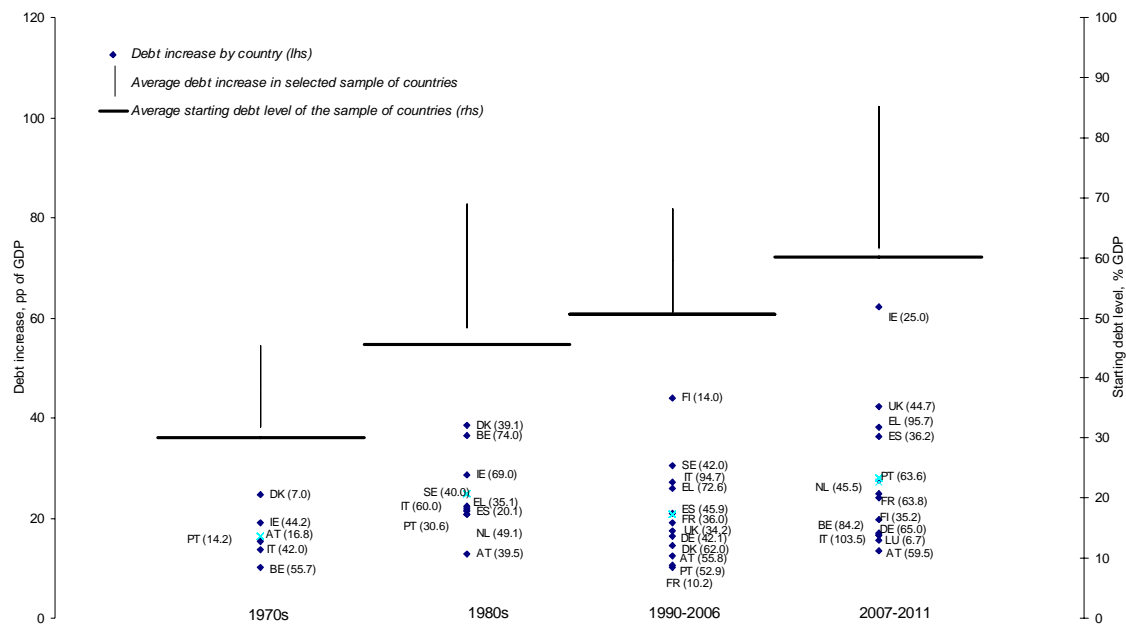 120
100
80
60
40
20
0
Debt increase, pp of GDP
Debt increase by country (lhs)
Average debt increase in selected sample of countries
Average starting debt level of the sample of countries (rhs)
DK (7.0)
IE (44.2)
AT (16.8)
PT (14.2)
IT (42.0)
BE (55.7)
DK (39.1)
BE (74.0)
IE (69.0)
SE (40.0)
EL (35.1)
IT (60.0)
ES (20.1)
PT (30.6)
NL (49.1)
AT (39.5)
FI (14.0)
SE (42.0)
IT (94.7)
EL (72.6)
ES (45.9)
FR (36.0)
UK (34.2)
DE (42.1)
DK (62.0)
AT (55.8)
PT (52.9)
FR (10.2)
IE (25.0)
UK (44.7)
EL (95.7)
ES (36.2)
PT (63.6)
NL (45.5)
FR (63.8)
FI (35.2)
BE (84.2)
DE (65.0)
IT (103.5)
LU (6.7)
AT (59.5)
1970s
1980s
1990-2006
2007-2011
100
90
80
70
60
50
40
30
20
10
0
Starting debt level, % GDP